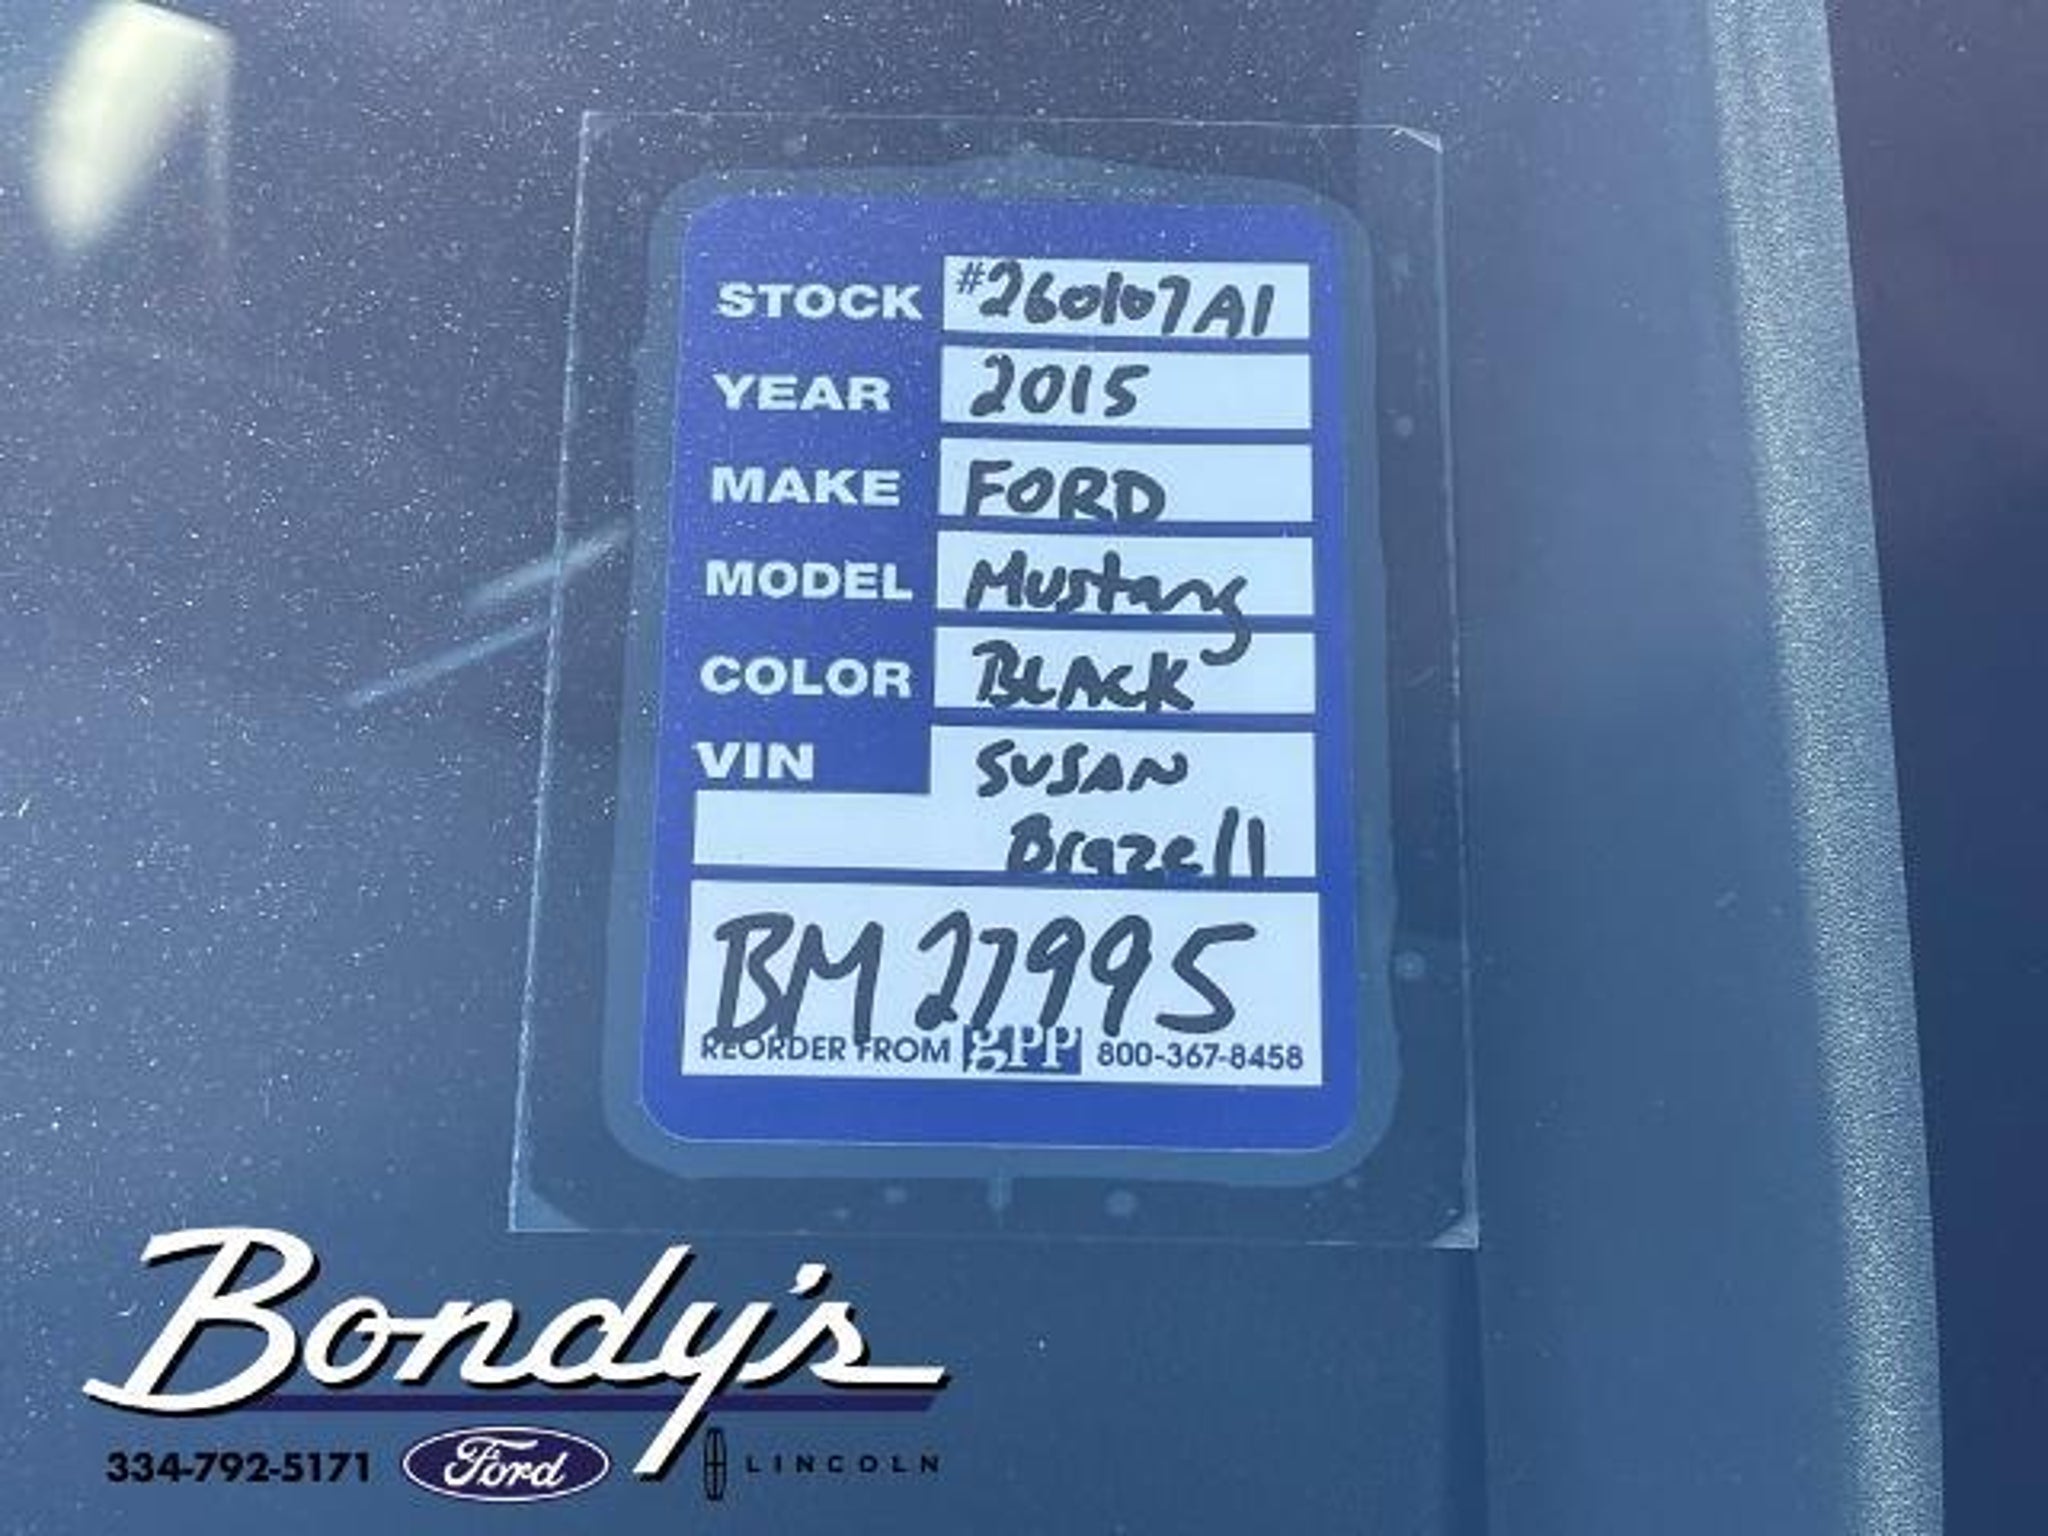 STOCK #260107A1
YEAR 2015
MAKE FORD
MODEL Mustang
COLOR BLACK
VIN SUSAN
Brazell
BM 27995
REORDER FROM gPP 800-367-8458
Bondy's
334-792-5171 Ford LINCOLN